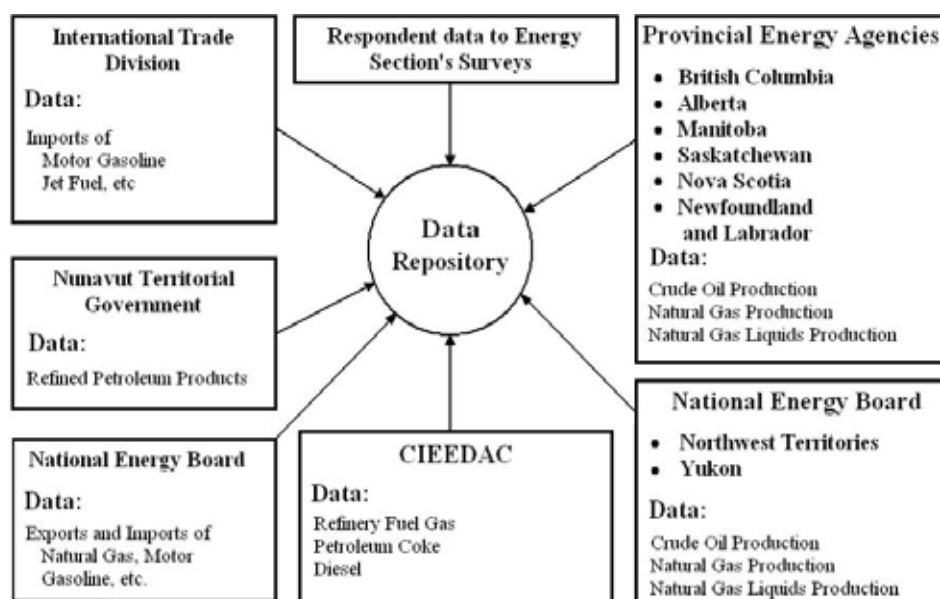 International Trade
Division
Data:
Imports of
Motor Gasoline
Jet Fuel, etc
Respondent data to Energy
Section's Surveys
Provincial Energy Agencies
• British Columbia
• Alberta
• Manitoba
• Saskatchewan
• Nova Scotia
• Newfoundland
and Labrador
Data:
Crude Oil Production
Natural Gas Production
Natural Gas Liquids Production
Data
Repository
Nunavut Territorial
Government
Data:
Refined Petroleum Products
National Energy Board
Data:
Exports and Imports of
Natural Gas, Motor
Gasoline, etc.
CIEEDAC
Data:
Refinery Fuel Gas
Petroleum Coke
Diesel
National Energy Board
• Northwest Territories
• Yukon
Data:
Crude Oil Production
Natural Gas Production
Natural Gas Liquids Production